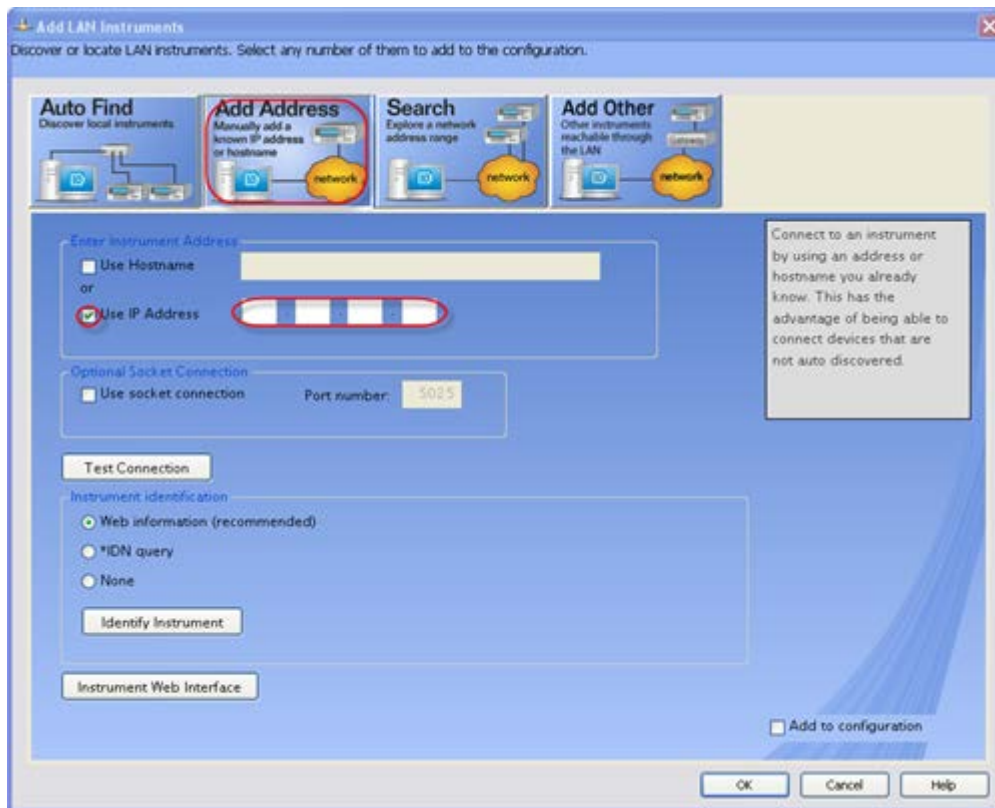 Add LAN Instruments
Discover or locate LAN instruments. Select any number of them to add to the configuration.
Auto Find
Discover local instruments
Add Address
Manually add a
known IP address
or hostname
network
Search
Explore a network
address range
network
Add Other
Other instruments
reachable through
the LAN
Gateway
network
Enter Instrument Address
Use Hostname
or
Use IP Address
Optional Socket Connection
Use socket connection
Port number:
5025
Test Connection
Instrument identification
Web information (recommended)
*IDN query
None
Identify Instrument
Instrument Web Interface
Connect to an instrument
by using an address or
hostname you already
know. This has the
advantage of being able to
connect devices that are
not auto discovered.
Add to configuration
OK
Cancel
Help